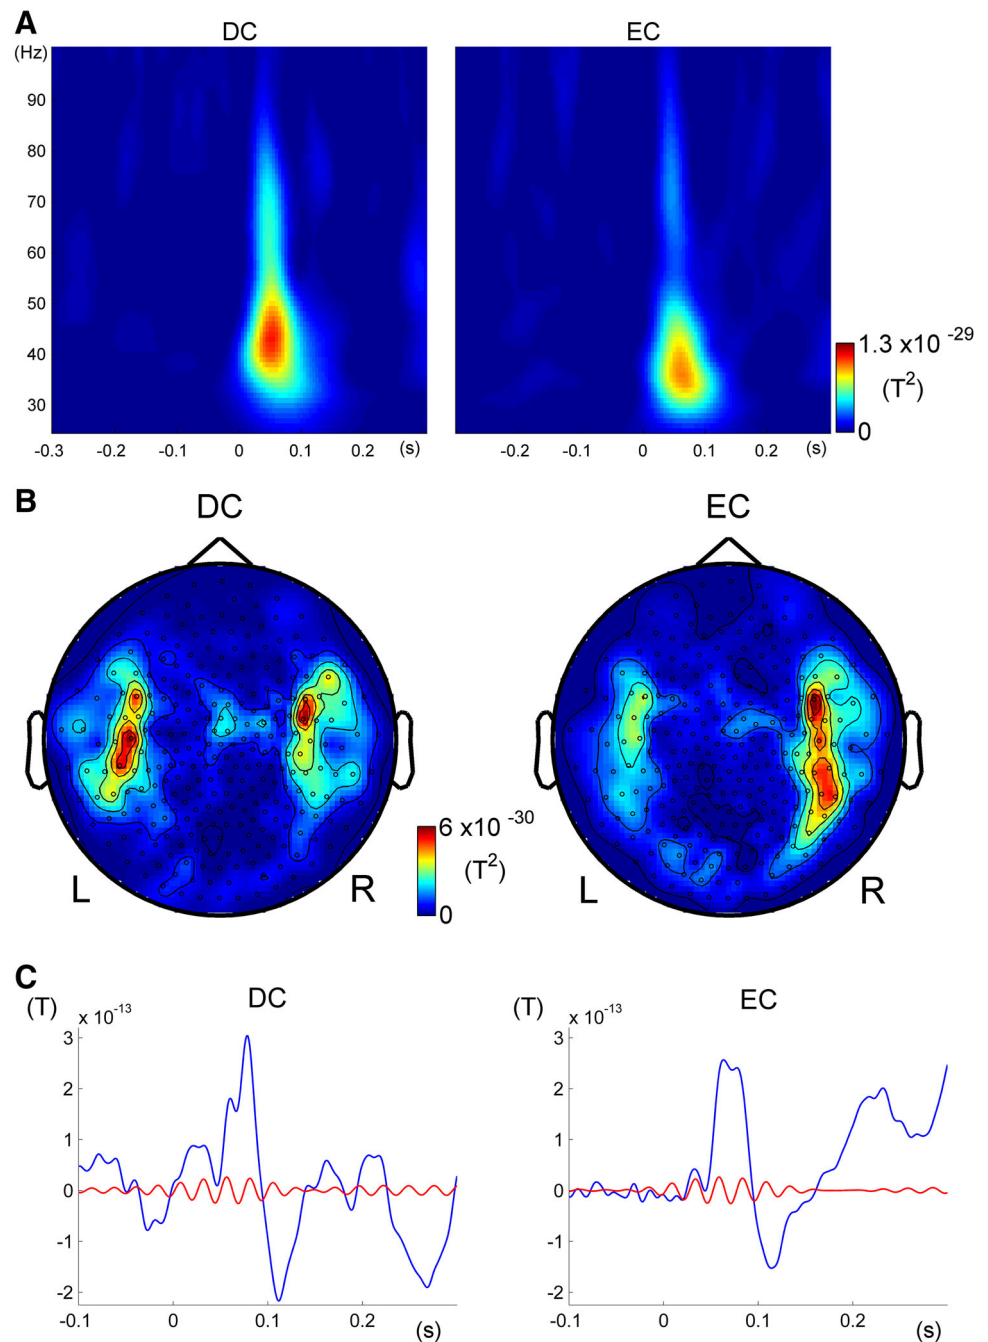 A
DC
EC
(Hz)
90
80
70
60
50
40
30
-0.3
-0.2
-0.1
0
0.1
0.2
(s)
-0.2
-0.1
0
0.1
0.2
(s)
1.3 x10 -29
(T2)
0
B
DC
EC
L
R
6 x10 -30
(T2)
0
L
R
C
DC
EC
(T)
x 10-13
3
2
1
0
-1
-2
-0.1
0
0.1
0.2
(s)
(T)
x 10-13
3
2
1
0
-1
-2
-0.1
0
0.1
0.2
(s)